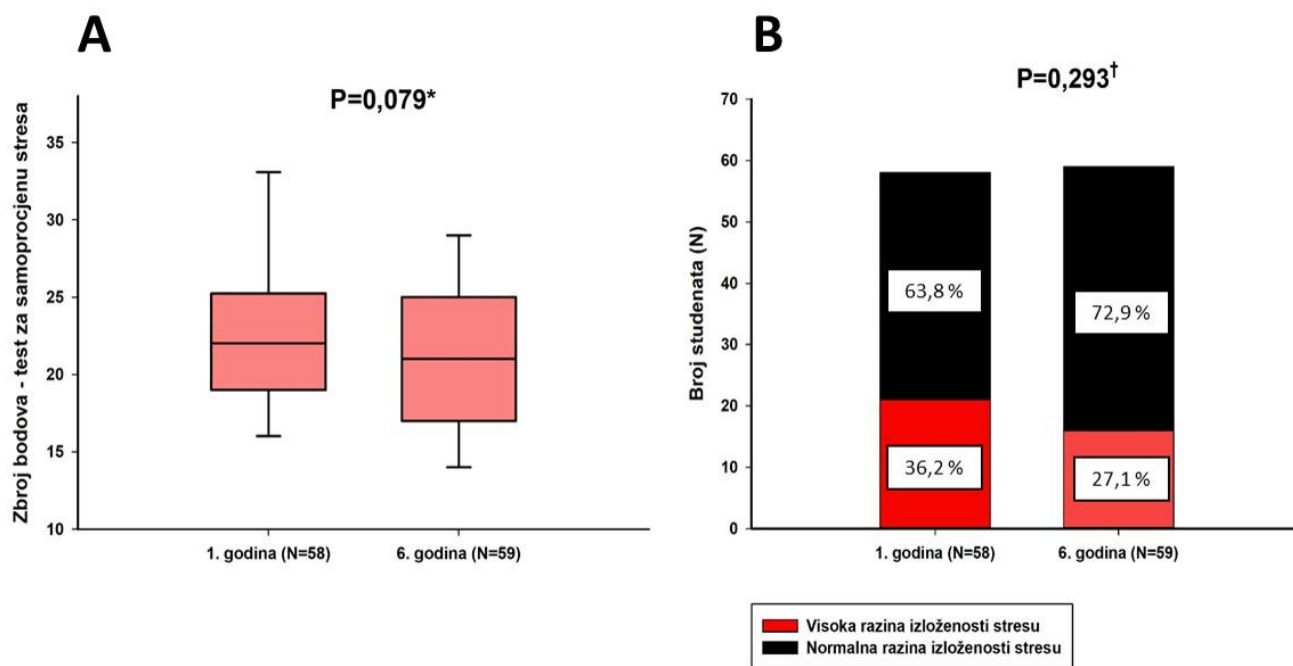 A
P=0,079*
Zbroj bodova - test za samoprocjenu stresa
35
30
25
20
15
10
1. godina (N=58)
6. godina (N=59)
B
P=0,293†
Broj studenata (N)
70
60
50
40
30
20
10
0
63,8 %
72,9 %
36,2 %
27,1 %
1. godina (N=58)
6. godina (N=59)
Visoka razina izloženosti stresu
Normalna razina izloženosti stresu